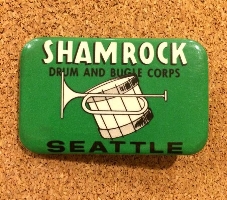 SHAMROCK
DRUM AND BUGLE CORPS
SEATTLE